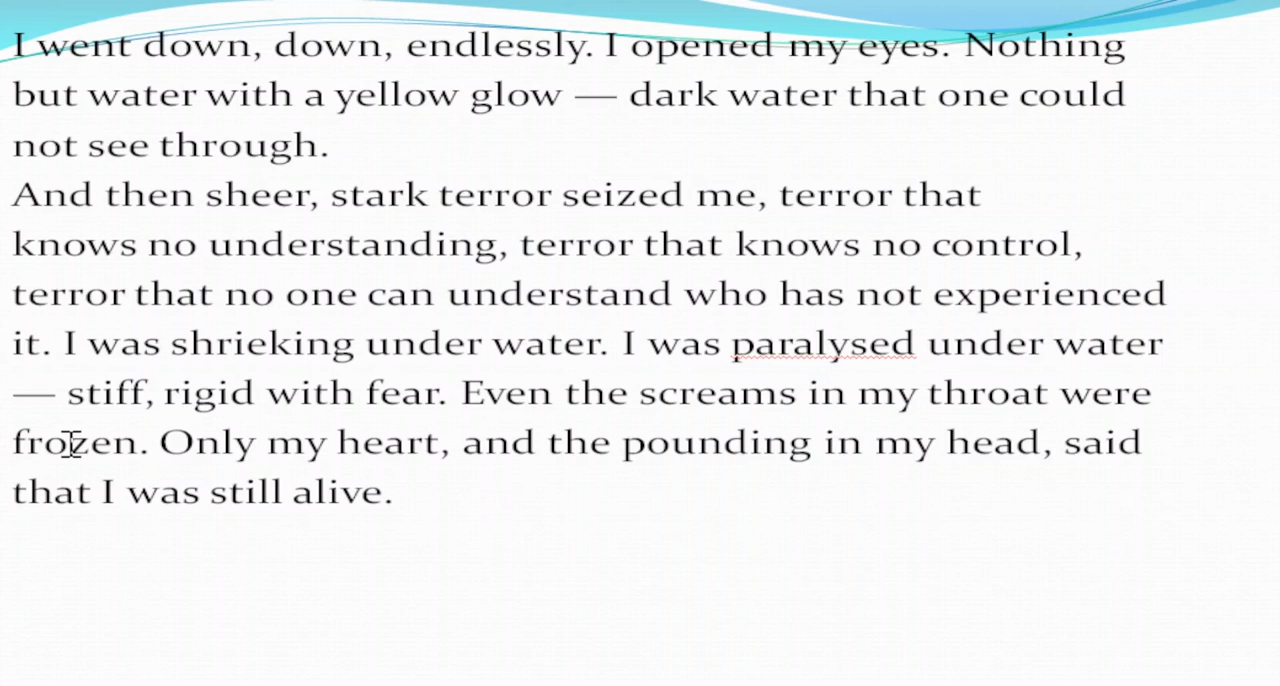 I went down, down, endlessly. I opened my eyes. Nothing
but water with a yellow glow — dark water that one could
not see through.
And then sheer, stark terror seized me, terror that
knows no understanding, terror that knows no control,
terror that no one can understand who has not experienced
it. I was shrieking under water. I was paralysed under water
— stiff, rigid with fear. Even the screams in my throat were
frozen. Only my heart, and the pounding in my head, said
that I was still alive.